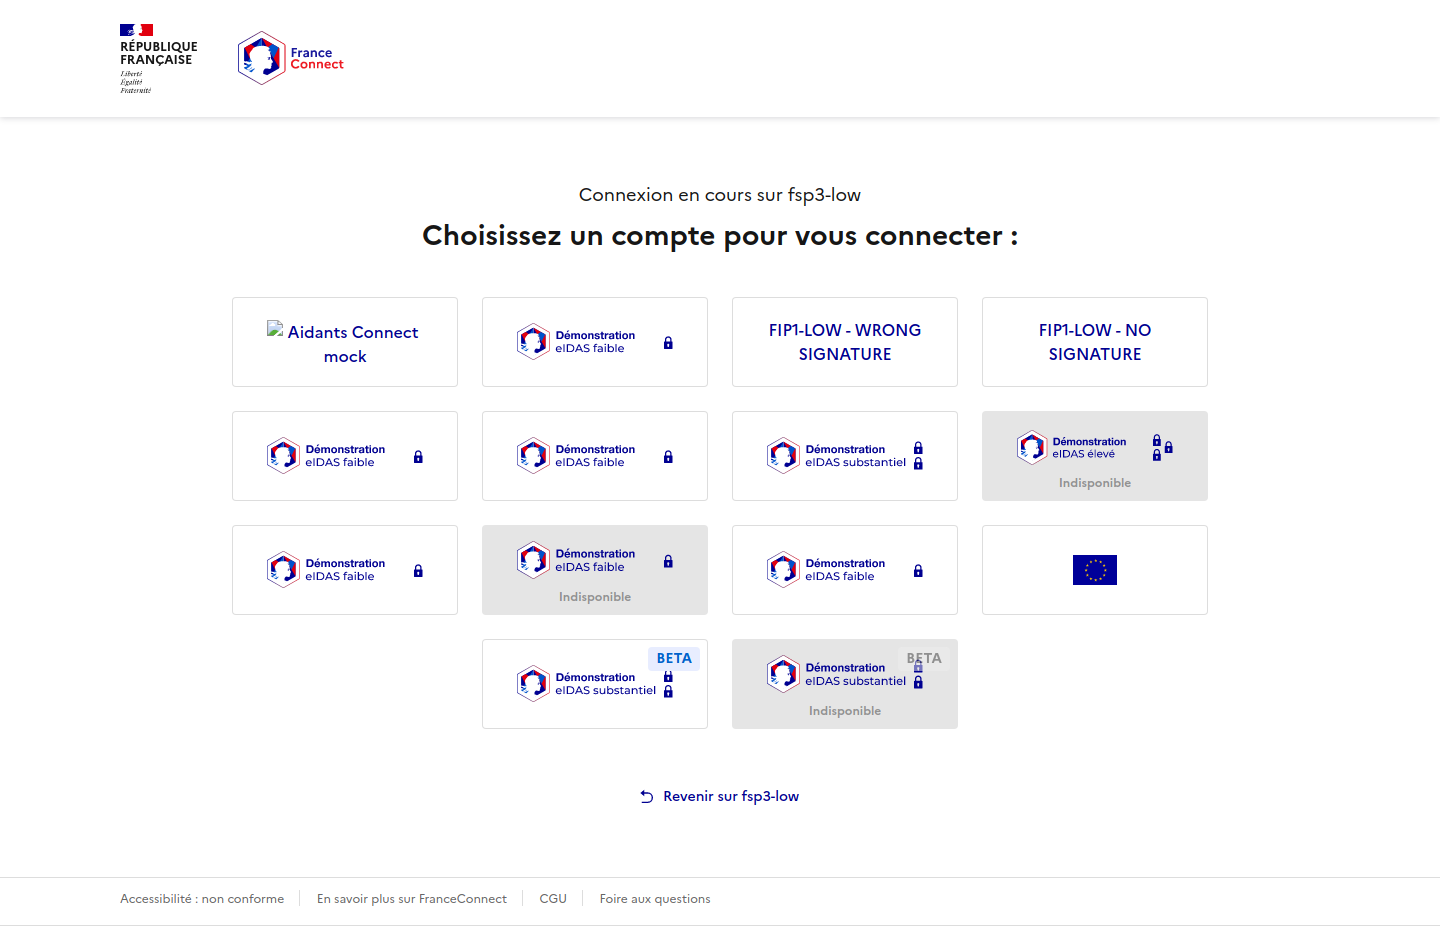 RÉPUBLIQUE
FRANÇAISE
Liberté
Égalité
Fraternité
France
Connect
Connexion en cours sur fsp3-low
Choisissez un compte pour vous connecter :
Aidants Connect
mock
Démonstration
eIDAS faible
FIP1-LOW - WRONG
SIGNATURE
FIP1-LOW - NO
SIGNATURE
Démonstration
eIDAS faible
Démonstration
eIDAS faible
Démonstration
eIDAS substantiel
Démonstration
eIDAS élevé
Indisponible
Démonstration
eIDAS faible
Démonstration
eIDAS faible
Indisponible
Démonstration
eIDAS faible
BETA
Démonstration
eIDAS substantiel
BETA
Démonstration
eIDAS substantiel
Indisponible
Revenir sur fsp3-low
Accessibilité : non conforme
En savoir plus sur FranceConnect
CGU
Foire aux questions